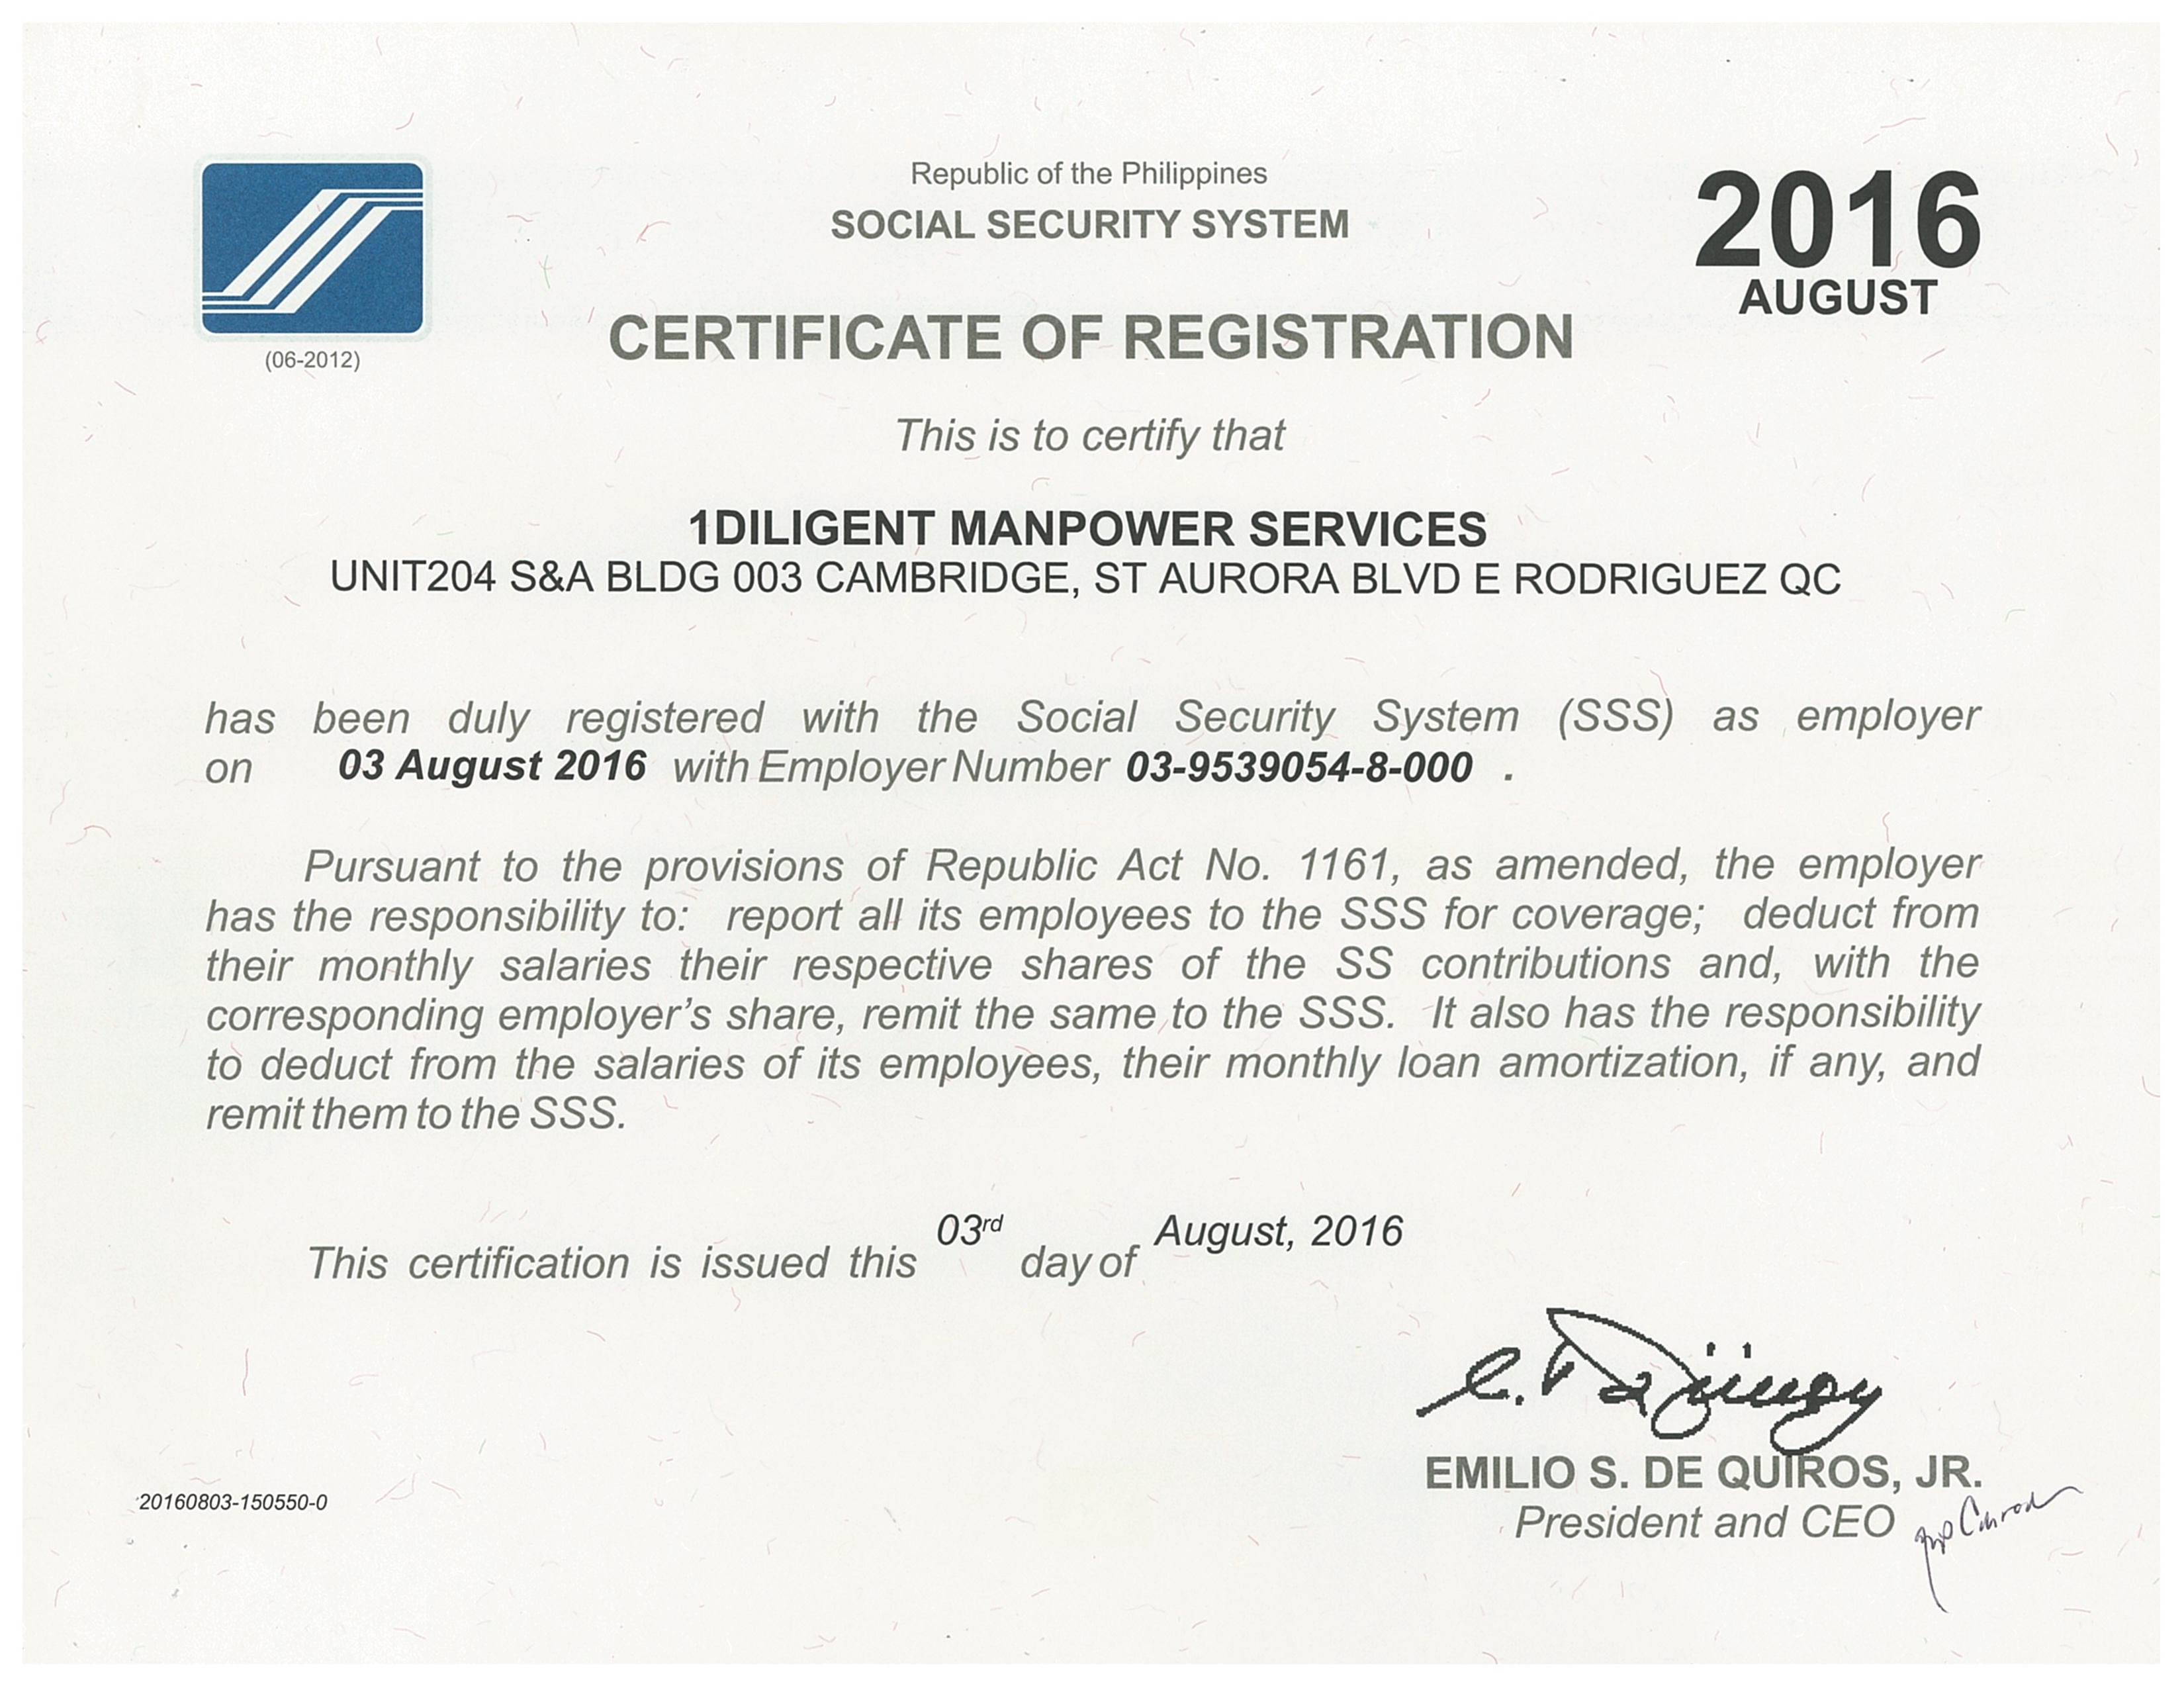 Republic of the Philippines
SOCIAL SECURITY SYSTEM
2016
AUGUST
(06-2012)
CERTIFICATE OF REGISTRATION
This is to certify that
1DILIGENT MANPOWER SERVICES
UNIT204 S&A BLDG 003 CAMBRIDGE, ST AURORA BLVD E RODRIGUEZ QC
has been duly registered with the Social Security System (SSS) as employer
on 03 August 2016 with Employer Number 03-9539054-8-000 .
Pursuant to the provisions of Republic Act No. 1161, as amended, the employer
has the responsibility to: report all its employees to the SSS for coverage; deduct from
their monthly salaries their respective shares of the SS contributions and, with the
corresponding employer's share, remit the same to the SSS. It also has the responsibility
to deduct from the salaries of its employees, their monthly loan amortization, if any, and
remit them to the SSS.
This certification is issued this 03rd day of August, 2016
EMILIO S. DE QUIROS, JR.
President and CEO
20160803-150550-0